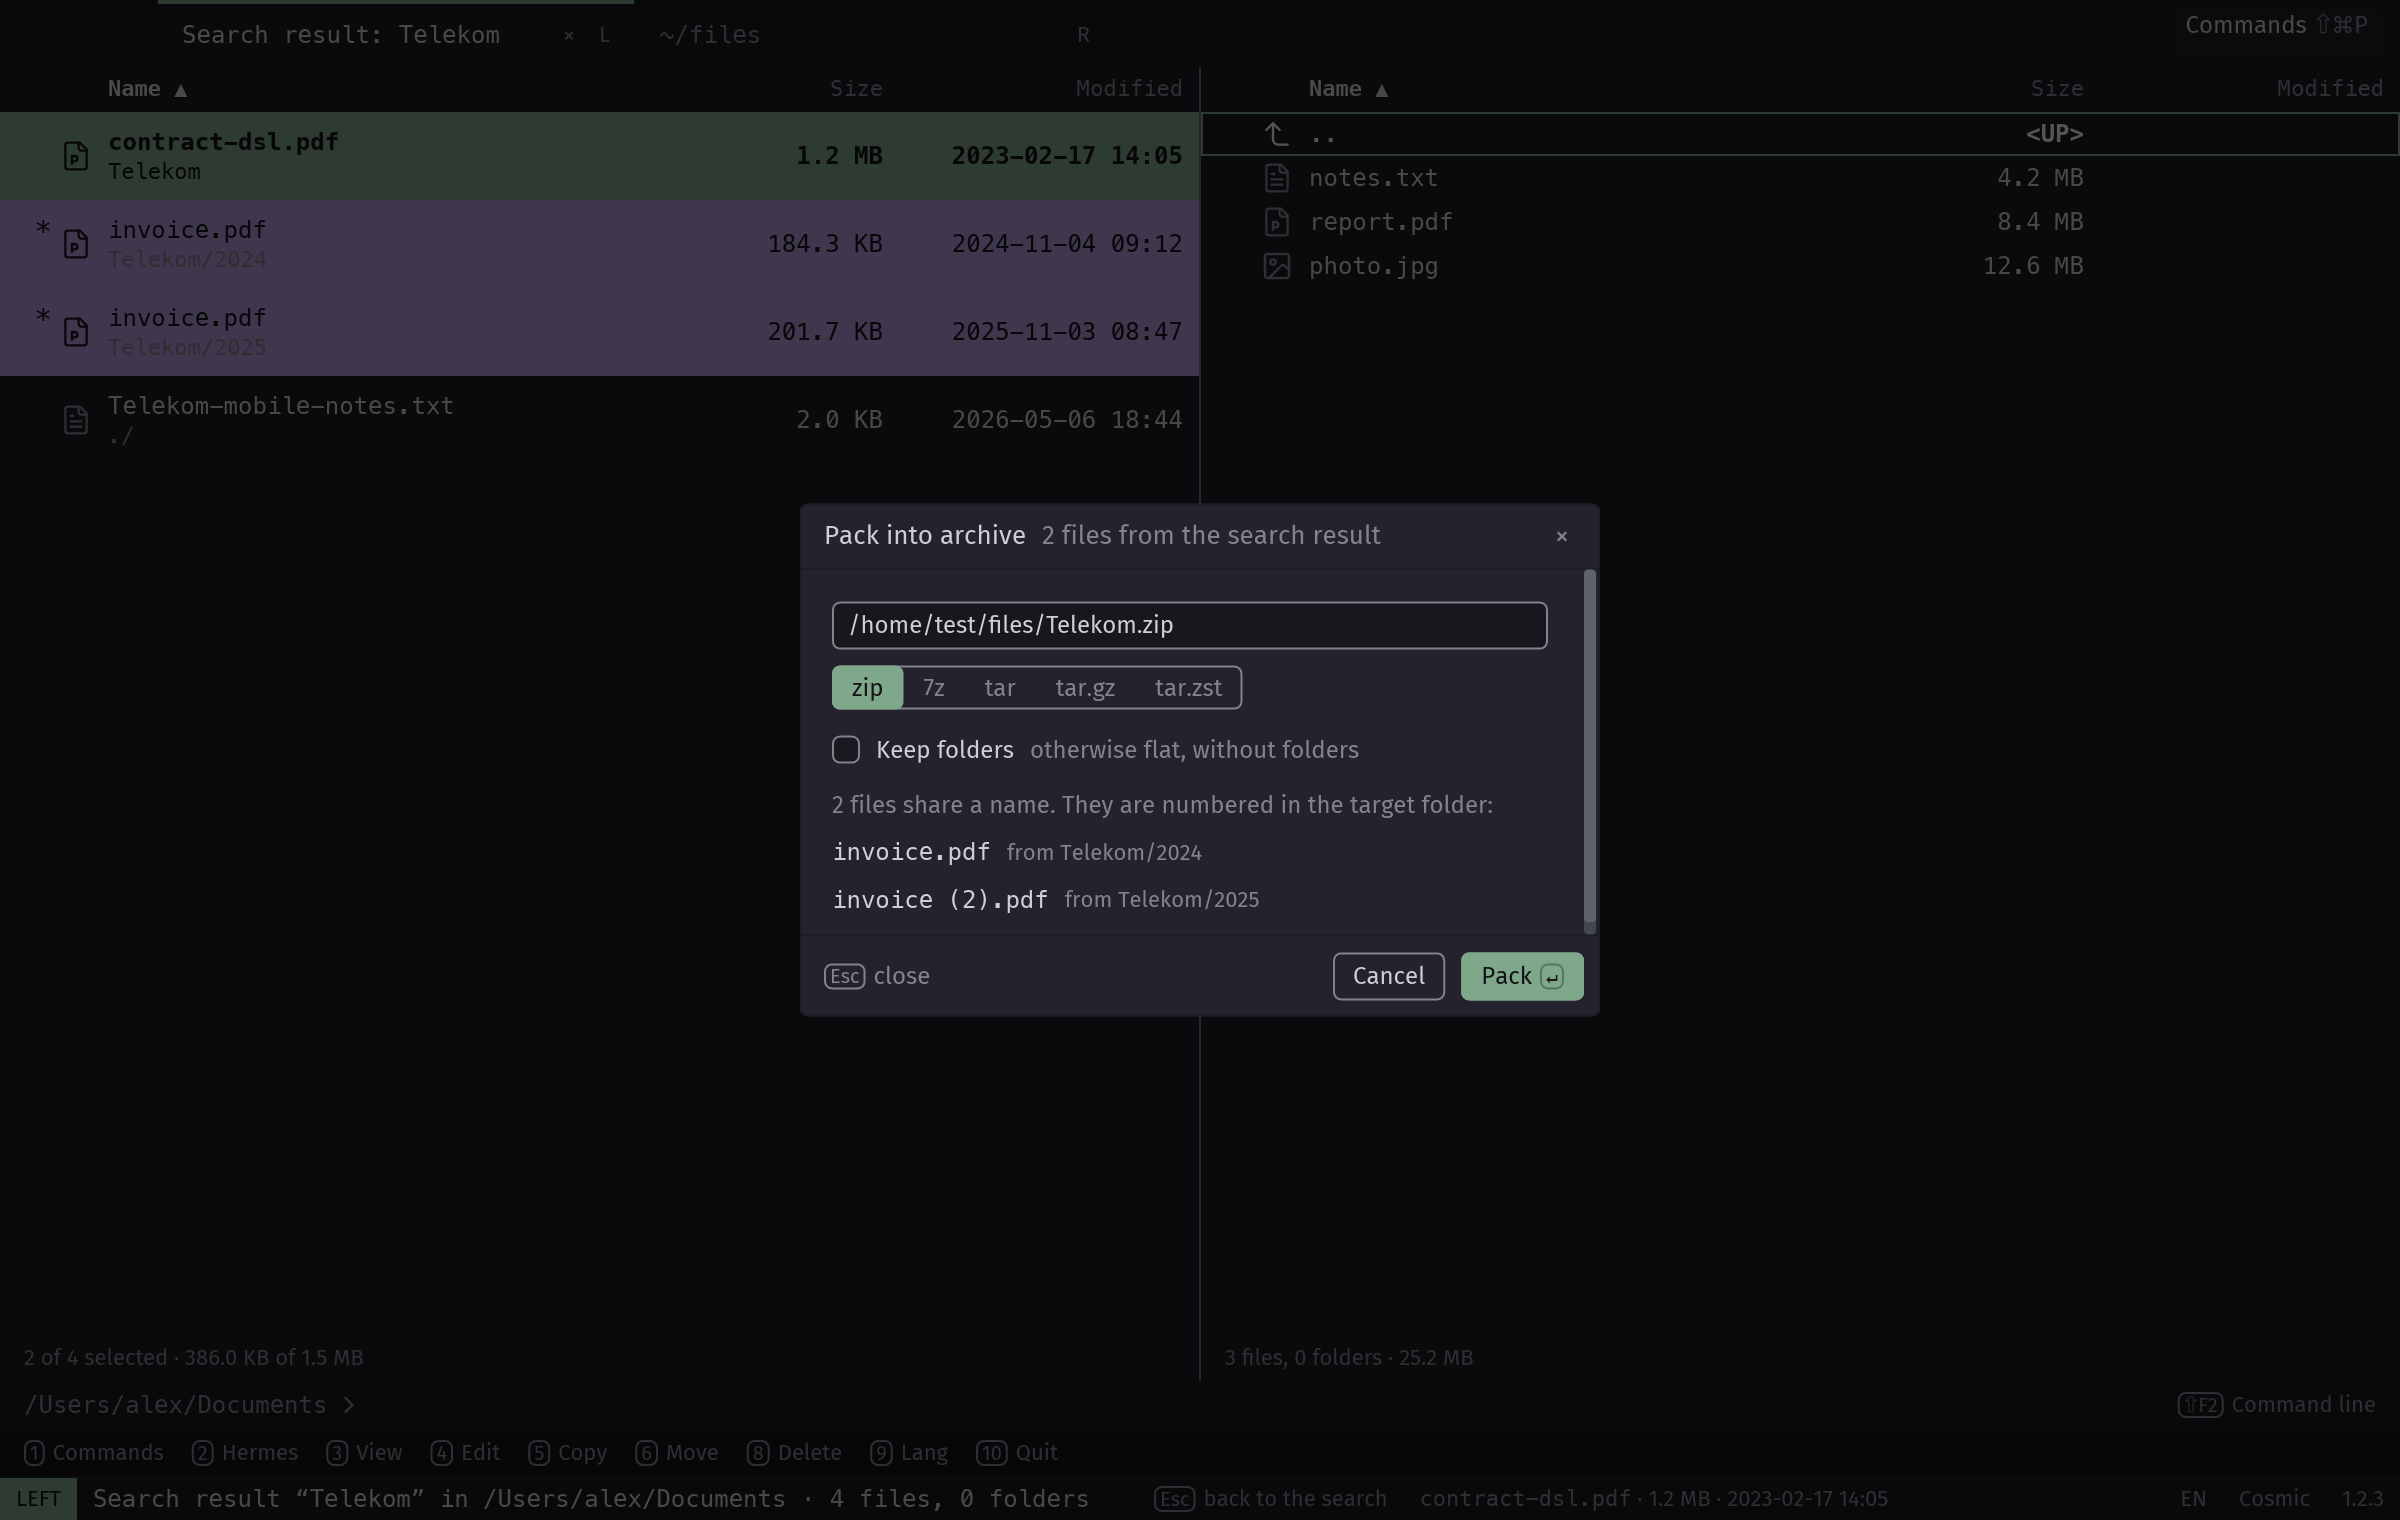 Search result: Telekom × L ~/files R Commands ⇧⌘P
Name ▲ Size Modified Name ▲ Size Modified
contract-dsl.pdf 1.2 MB 2023-02-17 14:05
Telekom
.. <UP>
* invoice.pdf 184.3 KB 2024-11-04 09:12
Telekom/2024
notes.txt 4.2 MB
report.pdf 8.4 MB
photo.jpg 12.6 MB
* invoice.pdf 201.7 KB 2025-11-03 08:47
Telekom/2025
Telekom-mobile-notes.txt 2.0 KB 2026-05-06 18:44
./
Pack into archive 2 files from the search result ×
/home/test/files/Telekom.zip
zip 7z tar tar.gz tar.zst
Keep folders otherwise flat, without folders
2 files share a name. They are numbered in the target folder:
invoice.pdf from Telekom/2024
invoice (2).pdf from Telekom/2025
Esc close Cancel Pack ↵
2 of 4 selected · 386.0 KB of 1.5 MB 3 files, 0 folders · 25.2 MB
/Users/alex/Documents > ⇧F2 Command line
1 Commands 2 Hermes 3 View 4 Edit 5 Copy 6 Move 8 Delete 9 Lang 10 Quit
LEFT Search result “Telekom” in /Users/alex/Documents · 4 files, 0 folders Esc back to the search contract-dsl.pdf · 1.2 MB · 2023-02-17 14:05 EN Cosmic 1.2.3